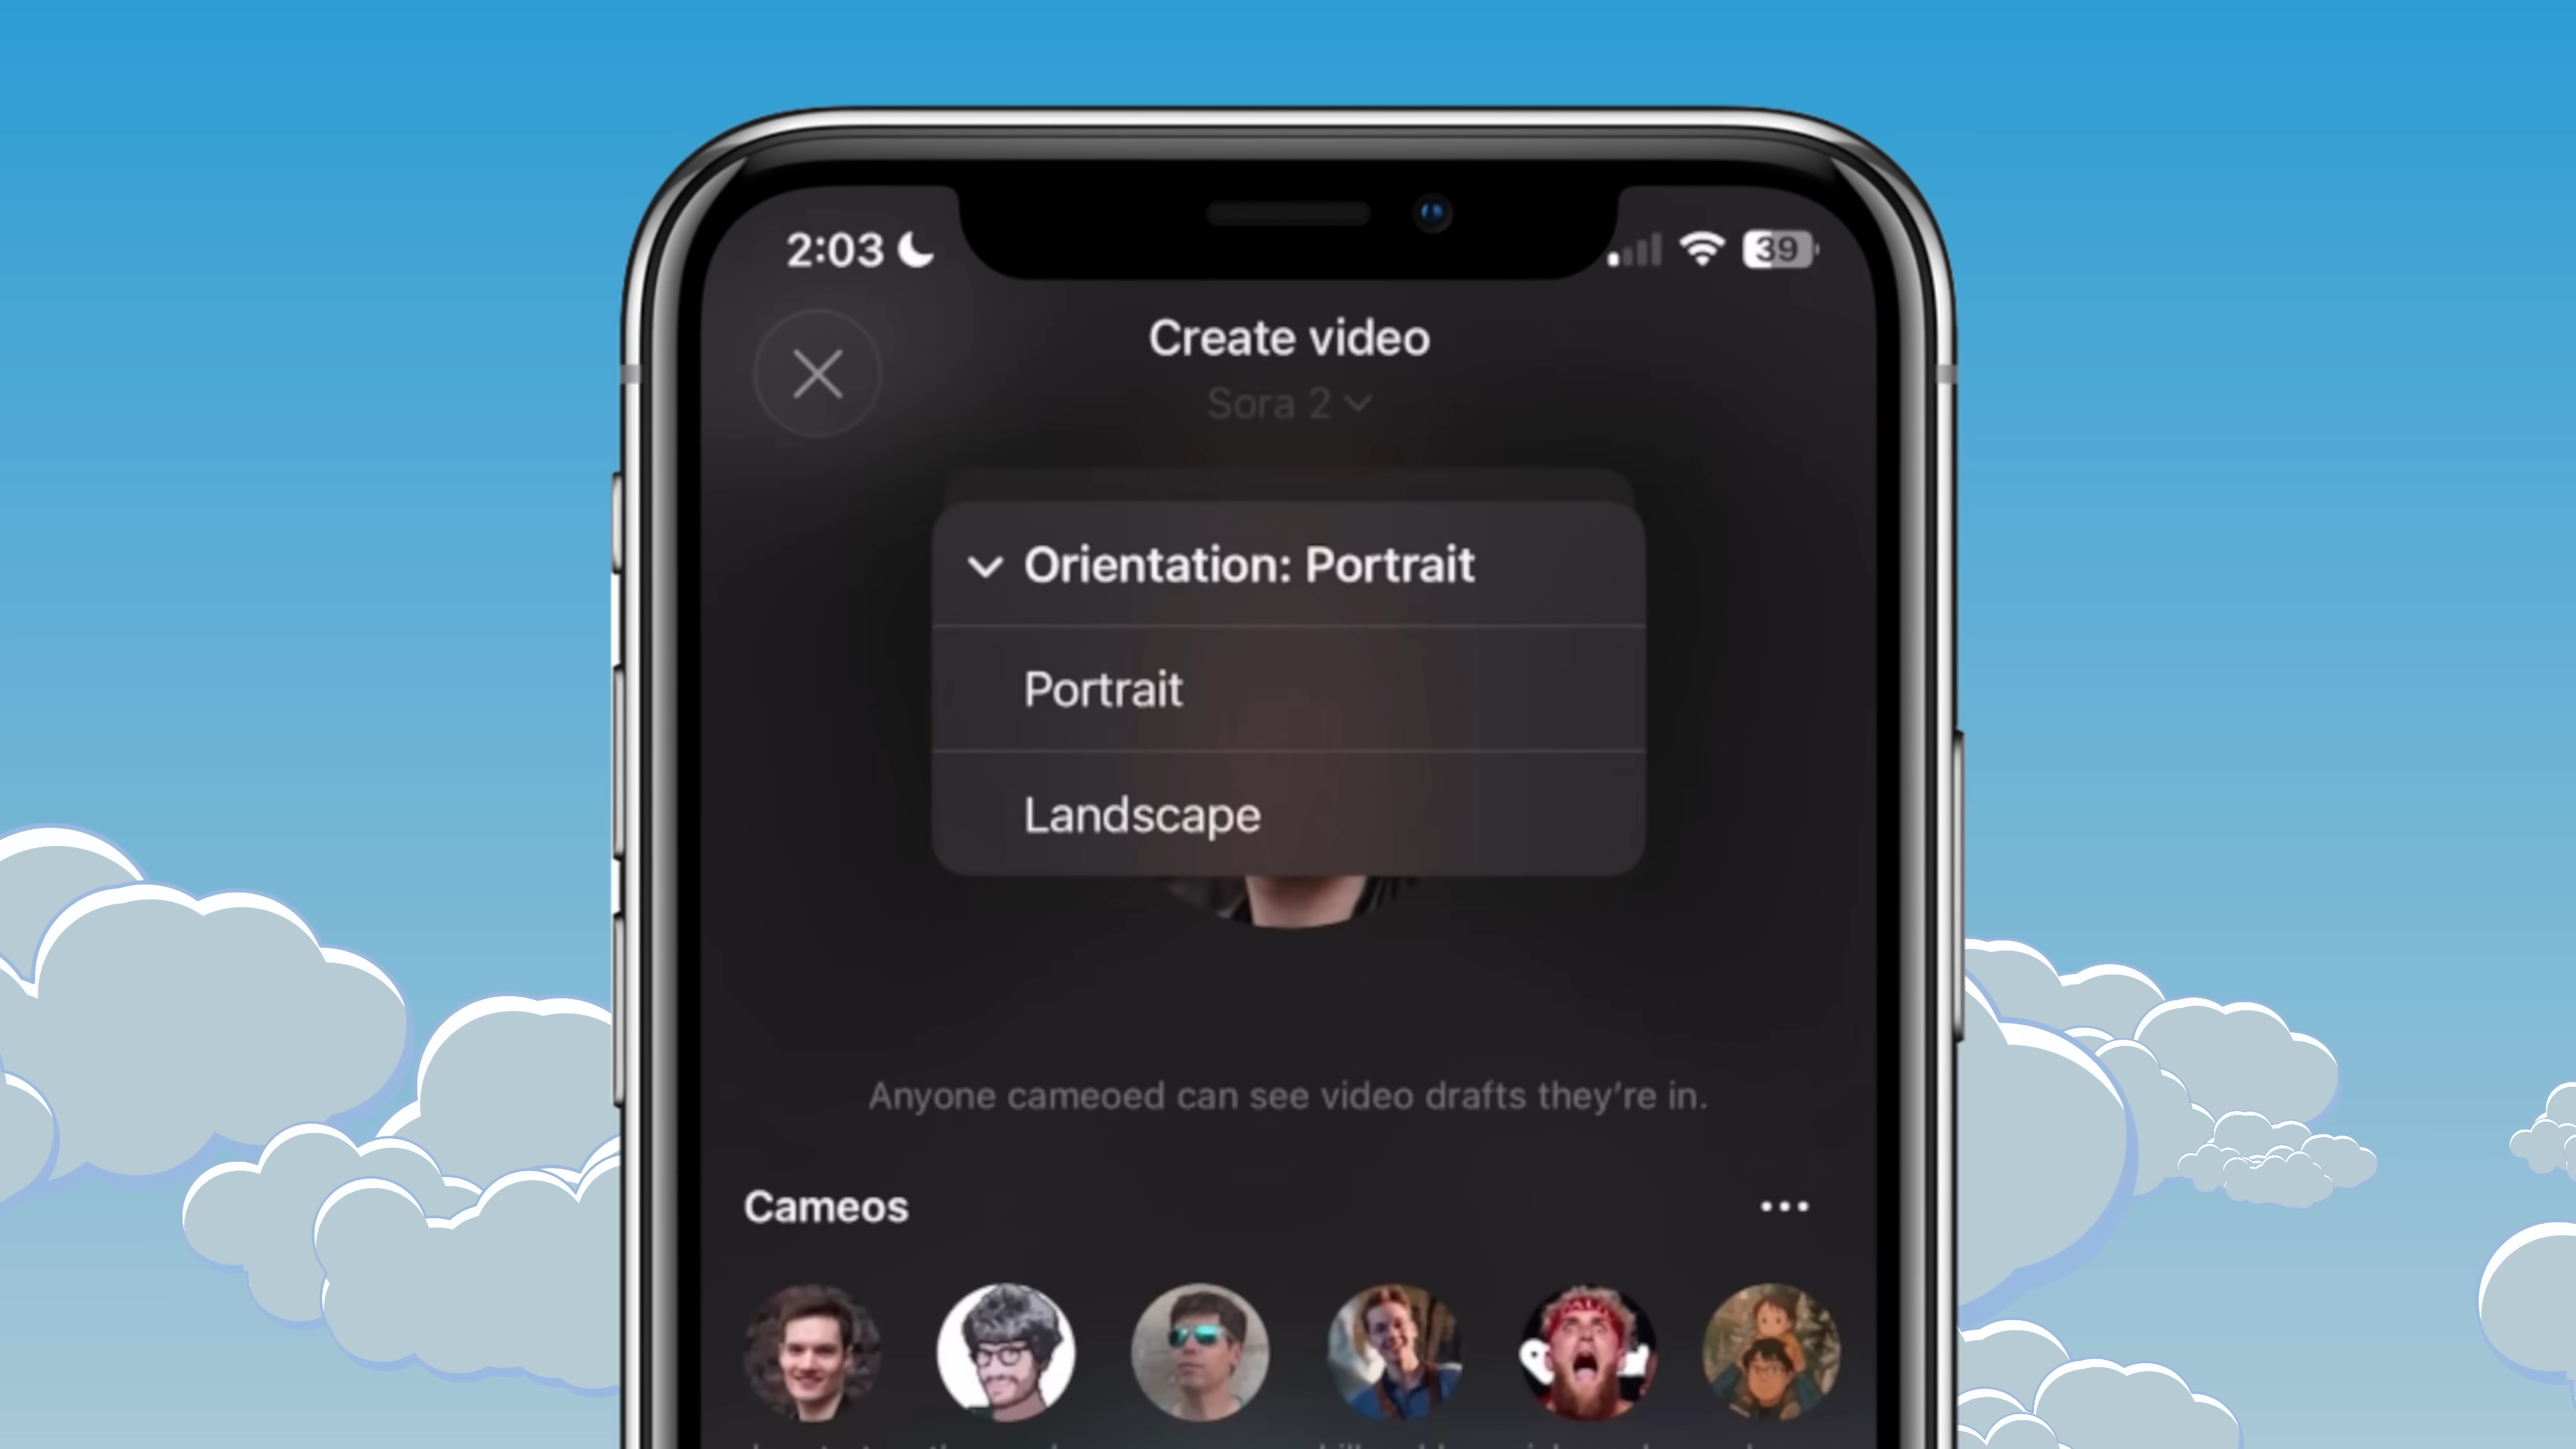 2:03
39
Create video
Sora 2
Orientation: Portrait
Portrait
Landscape
Anyone cameoed can see video drafts they're in.
Cameos